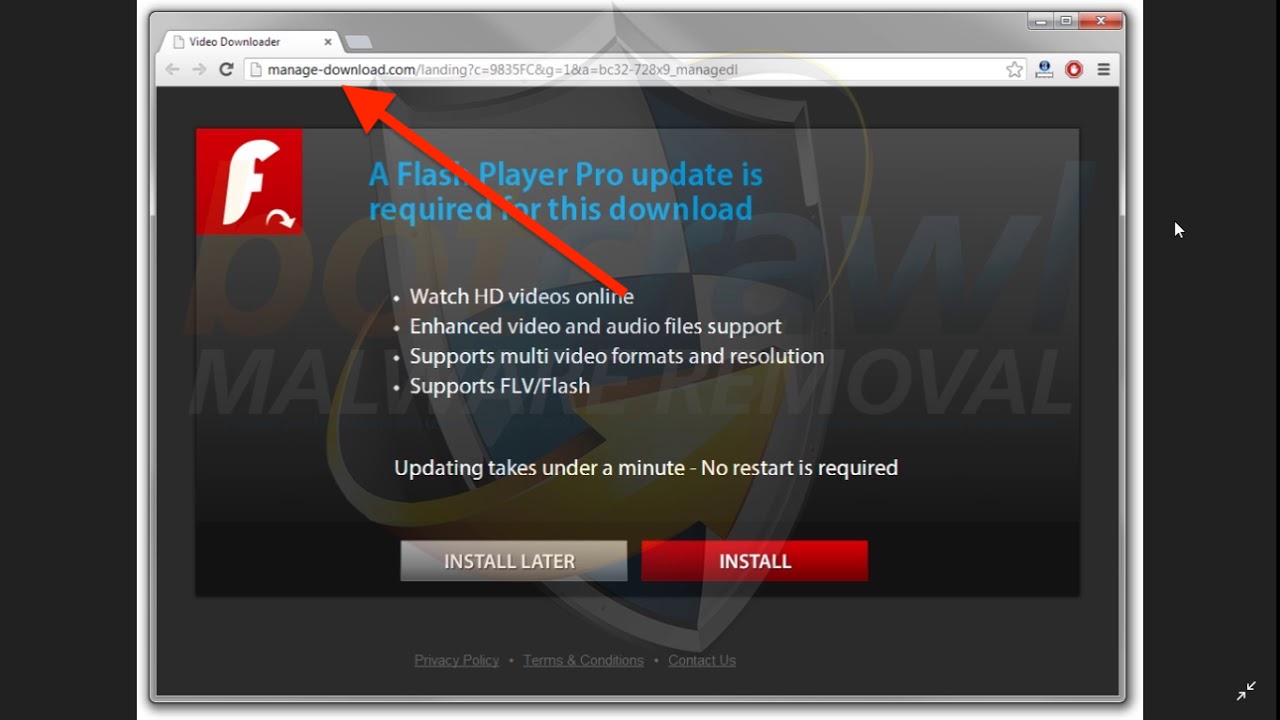 Video Downloader
manage-download.com/landing?c=9835FC&g=1&a=bc32-728x9_managedl
A Flash Player Pro update is
required for this download
• Watch HD videos online
• Enhanced video and audio files support
• Supports multi video formats and resolution
• Supports FLV/Flash
botcrawl
MALWARE REMOVAL
Updating takes under a minute - No restart is required
INSTALL LATER
INSTALL
Privacy Policy • Terms & Conditions • Contact Us